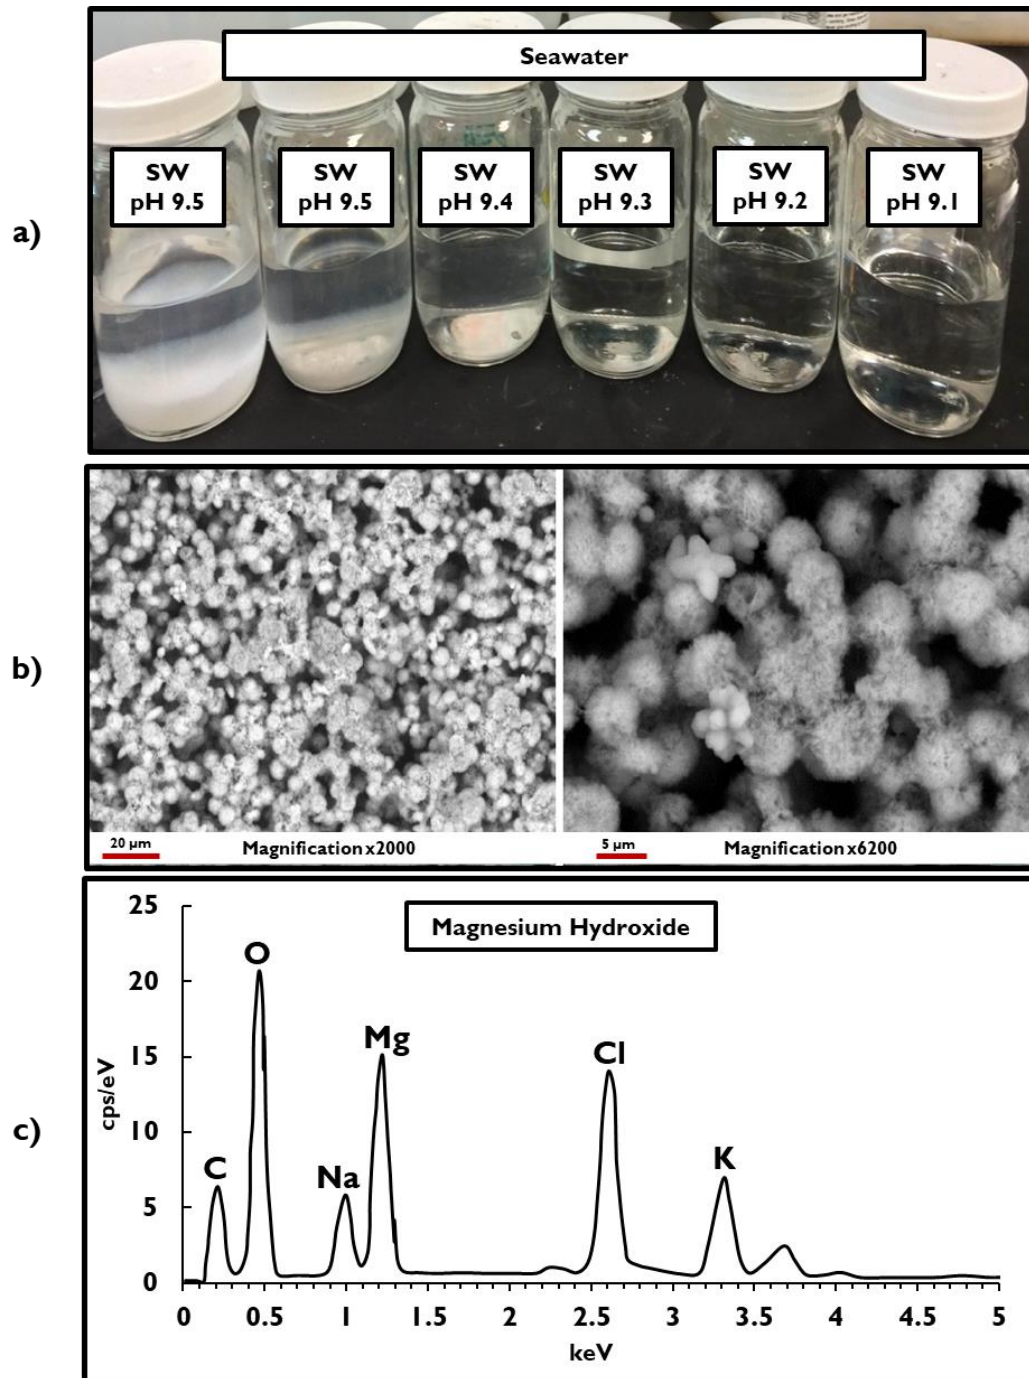 a)
Seawater
SW
pH 9.5
SW
pH 9.5
SW
pH 9.4
SW
pH 9.3
SW
pH 9.2
SW
pH 9.1
b)
20 µm
Magnification x2000
5 µm
Magnification x6200
c)
Magnesium Hydroxide
25
20
15
10
5
0
cps/eV
C
O
Na
Mg
Cl
K
0
0.5
1
1.5
2
2.5
3
3.5
4
4.5
5
keV